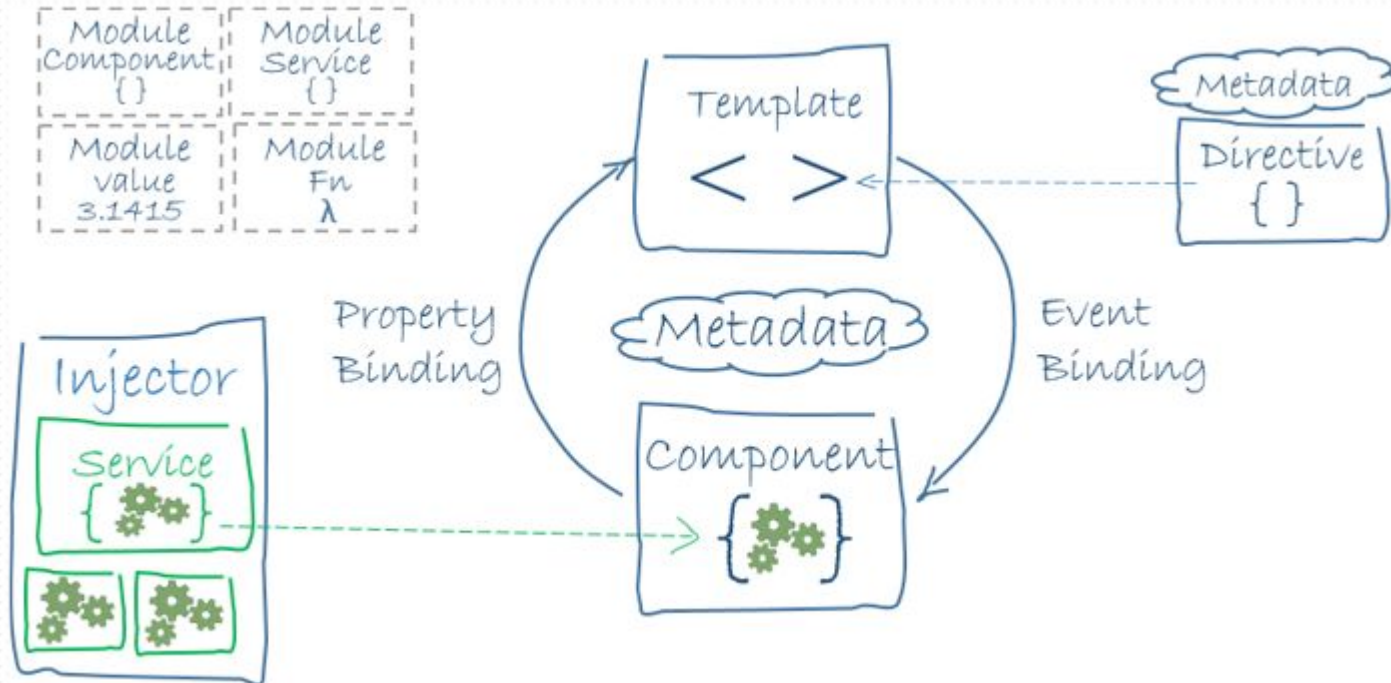 Module
Component
{ }
Module
Service
{ }
Module
value
3.1415
Module
Fn
λ
Template
< >
Metadata
Directive
{ }
Property
Binding
Metadata
Event
Binding
Injector
Service
{ }
Component
{ }